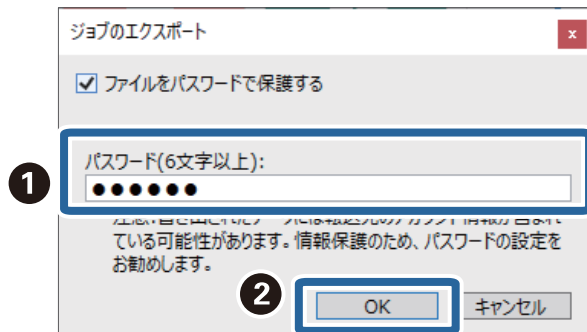 ジョブのエクスポート
x
ファイルをパスワードで保護する
1
パスワード(6文字以上):
●●●●●●
ている可能性があります。情報保護のため、パスワードの設定を
お勧めします。
2
OK
キャンセル